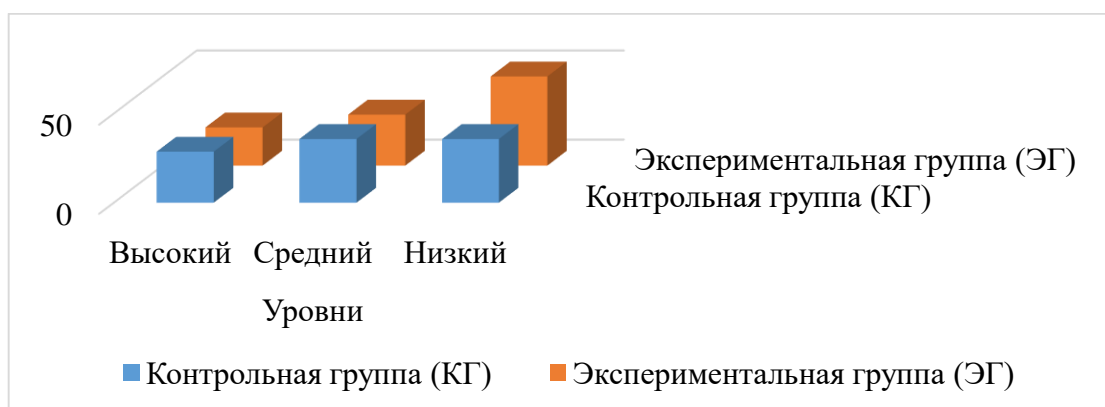 50
0
Экспериментальная группа (ЭГ)
Контрольная группа (КГ)
Высокий Средний Низкий
Уровни
Контрольная группа (КГ) Экспериментальная группа (ЭГ)